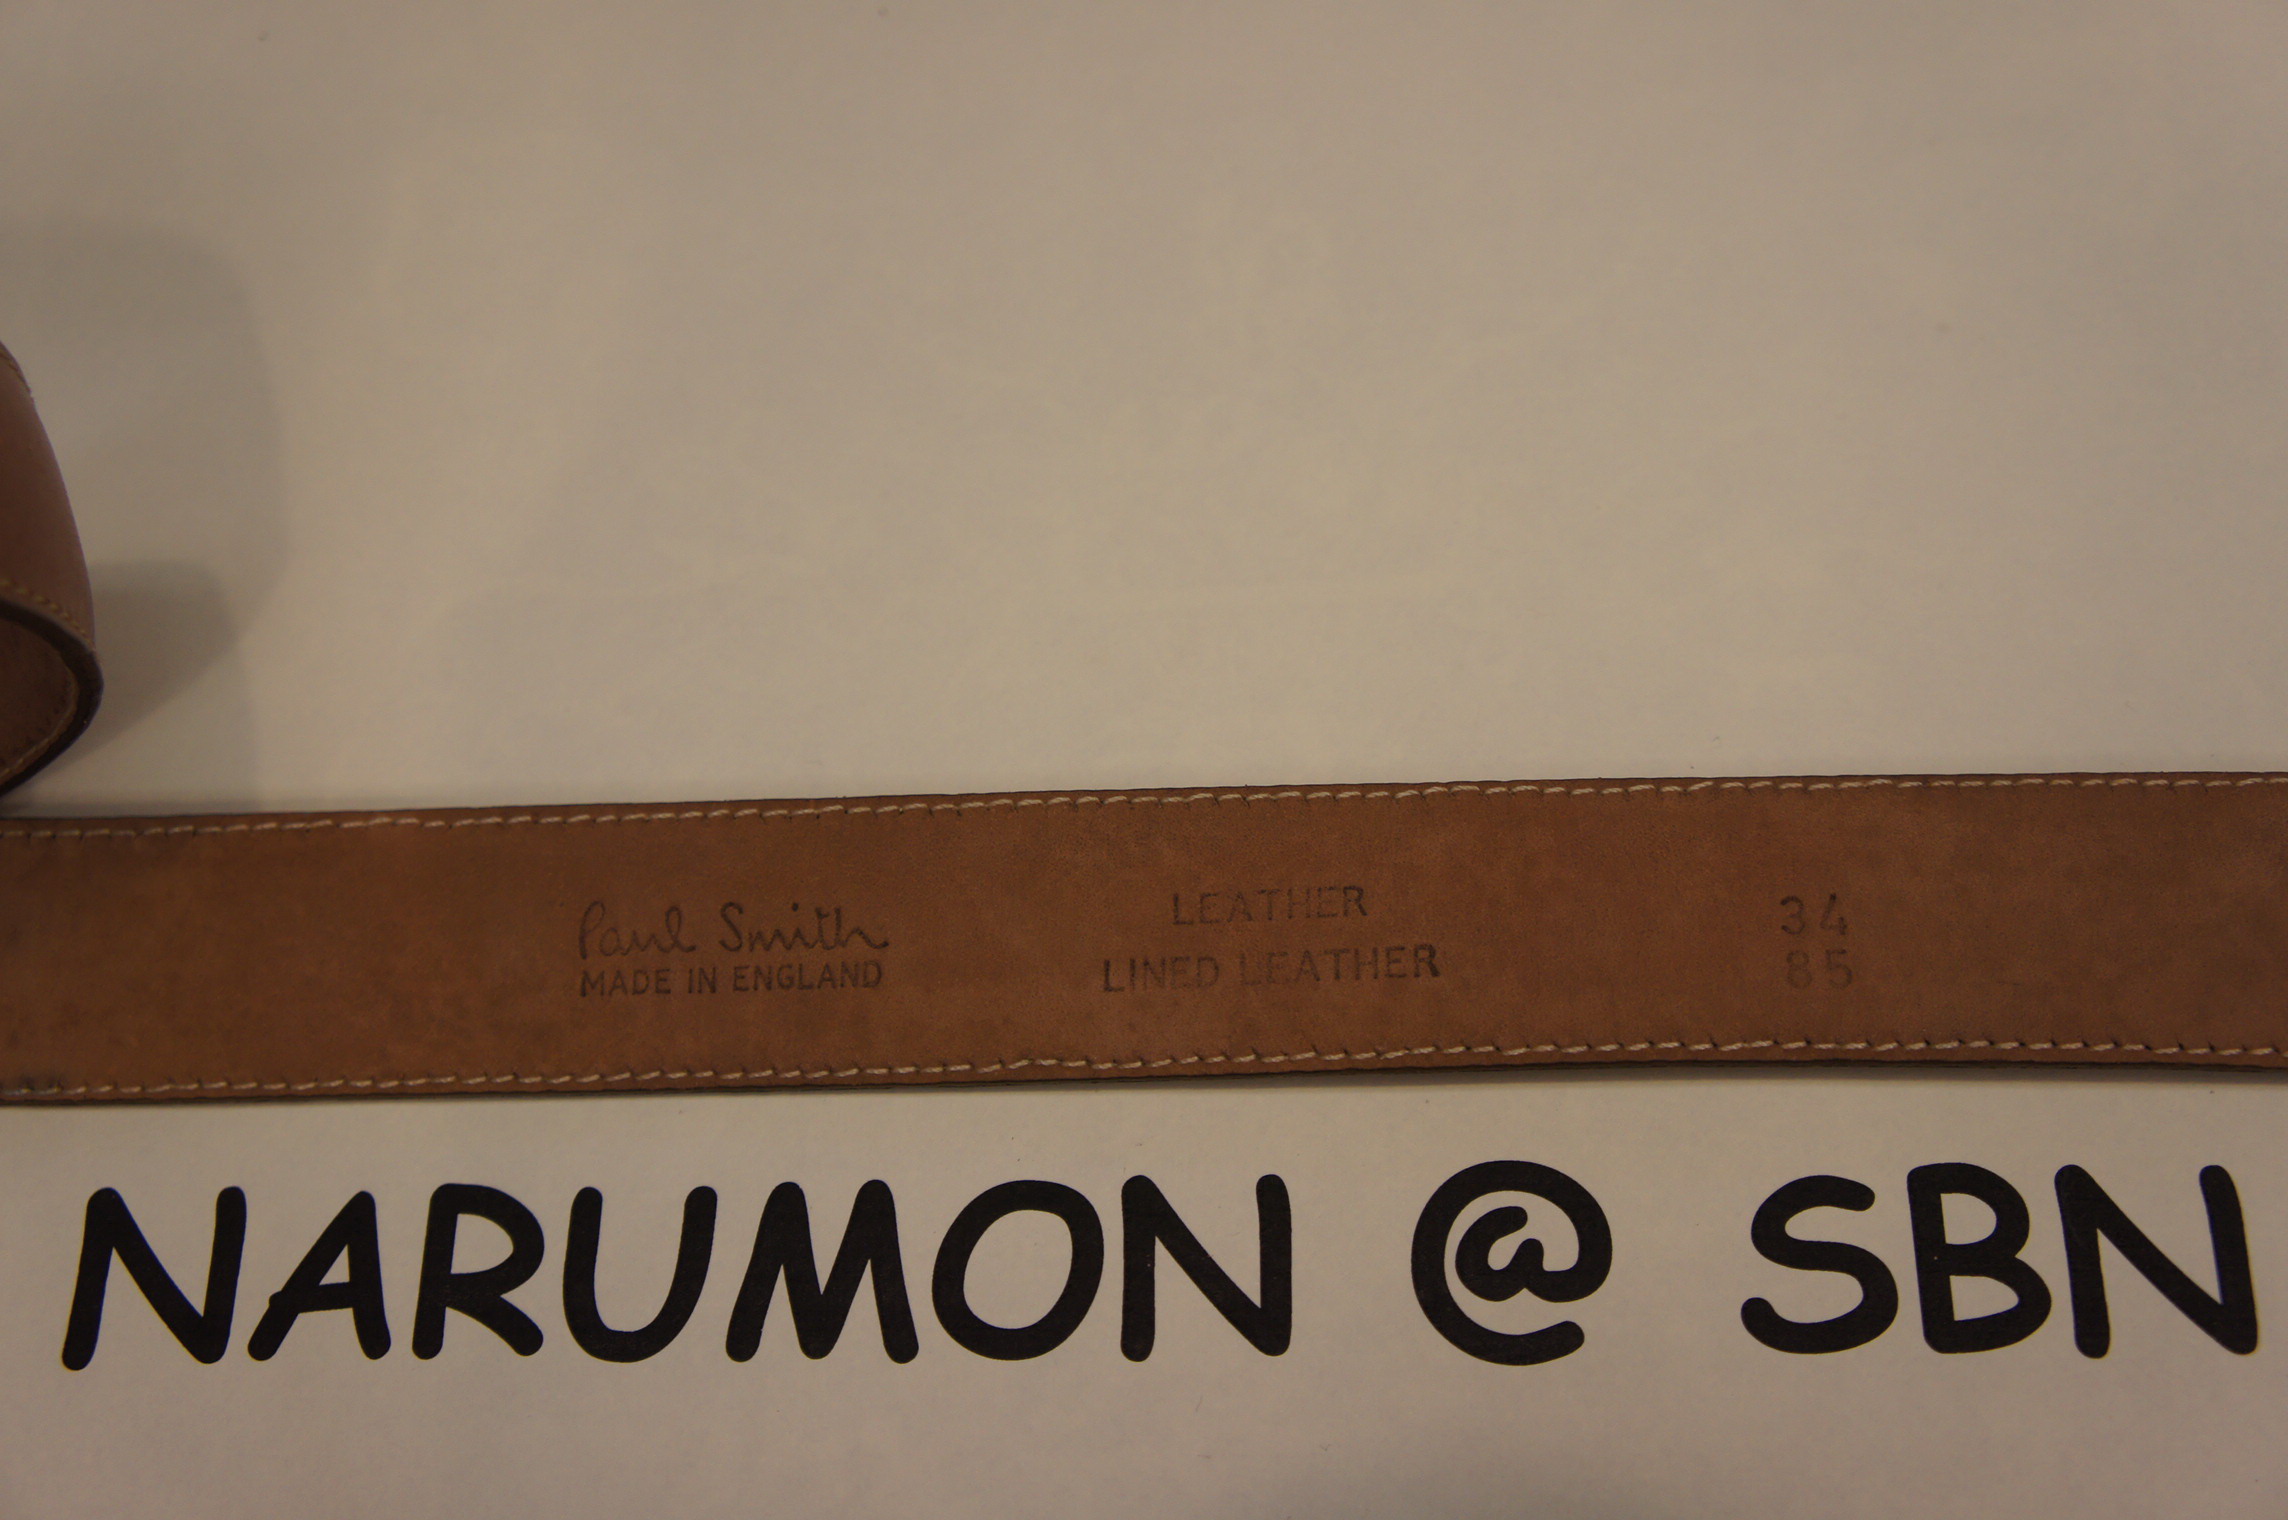 Paul Smith
MADE IN ENGLAND
LEATHER
LINED LEATHER
34
85
NARUMON @ SBN